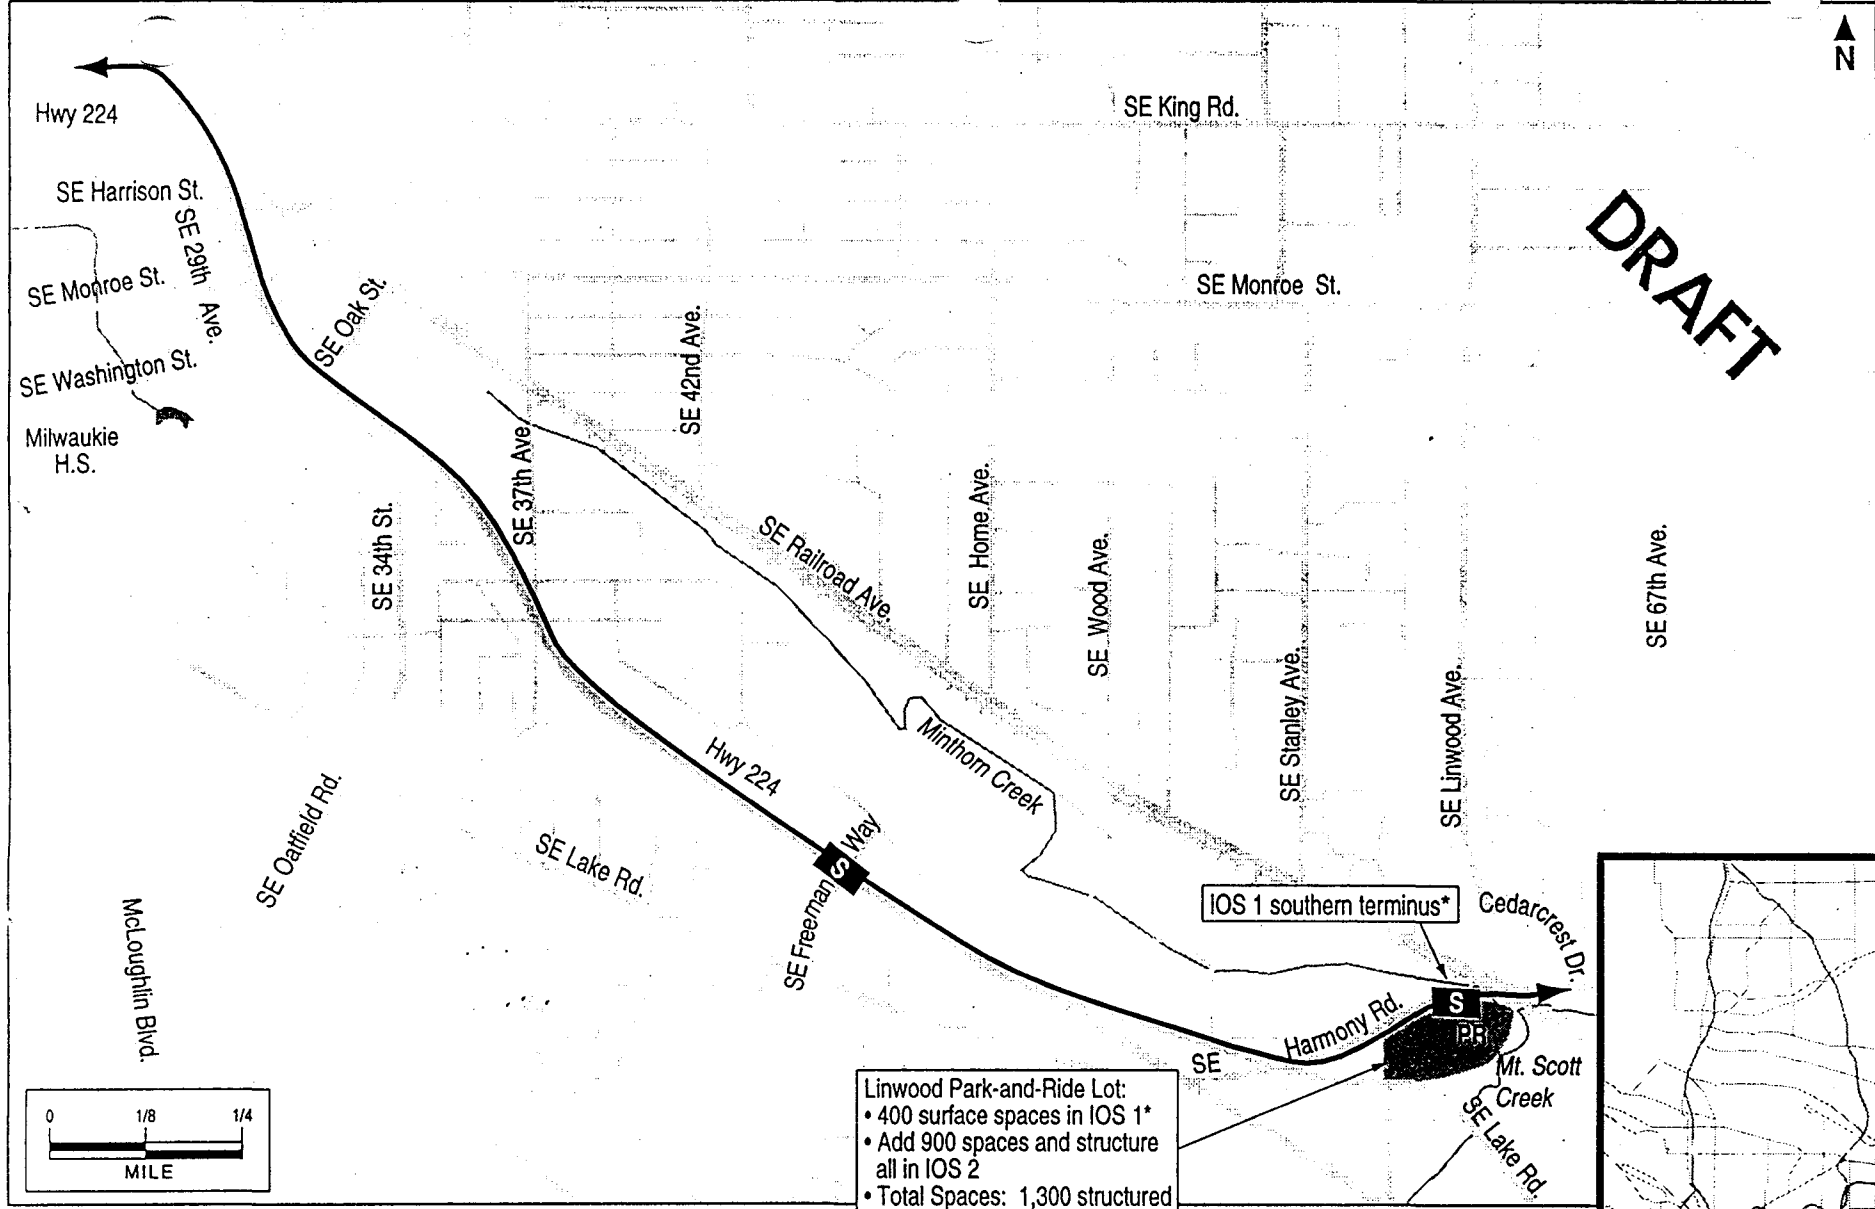 N
Hwy 224
SE King Rd.
SE Harrison St.
SE 29th Ave.
DRAFT
SE Monroe St.
SE Monroe St.
SE Oak St.
SE Washington St.
SE 42nd Ave.
Milwaukie
H.S.
SE 37th Ave.
SE 34th St.
SE Railroad Ave.
SE Home Ave.
SE Wood Ave.
SE 67th Ave.
SE Stanley Ave.
SE Linwood Ave.
Minthorn Creek
Hwy 224
SE Oatfield Rd.
SE Lake Rd.
S
SE Freeman Way
McLoughlin Blvd.
IOS 1 southern terminus*
Cedarcrest Dr.
S
PR
SE Harmony Rd.
Mt. Scott
Creek
SE Lake Rd.
Linwood Park-and-Ride Lot:
• 400 surface spaces in IOS 1*
• Add 900 spaces and structure
all in IOS 2
• Total Spaces: 1,300 structured
0 1/8 1/4
MILE